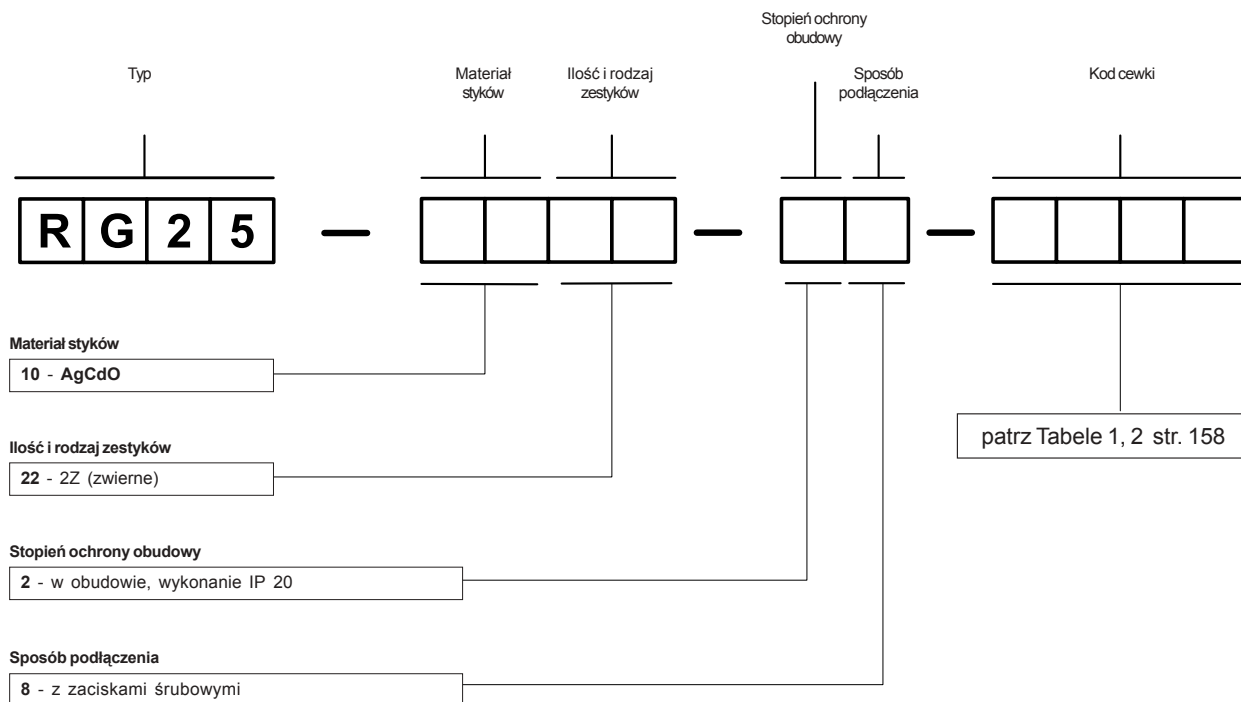 Stopień ochrony
obudowy
Typ
Materiał
styków
Ilość i rodzaj
zestyków
Sposób
podłączenia
Kod cewki
R G 2 5 — — —
Materiał styków
10 - AgCdO
Ilość i rodzaj zestyków
22 - 2Z (zwierne)
Stopień ochrony obudowy
2 - w obudowie, wykonanie IP 20
Sposób podłączenia
8 - z zaciskami śrubowymi
patrz Tabele 1, 2 str. 158